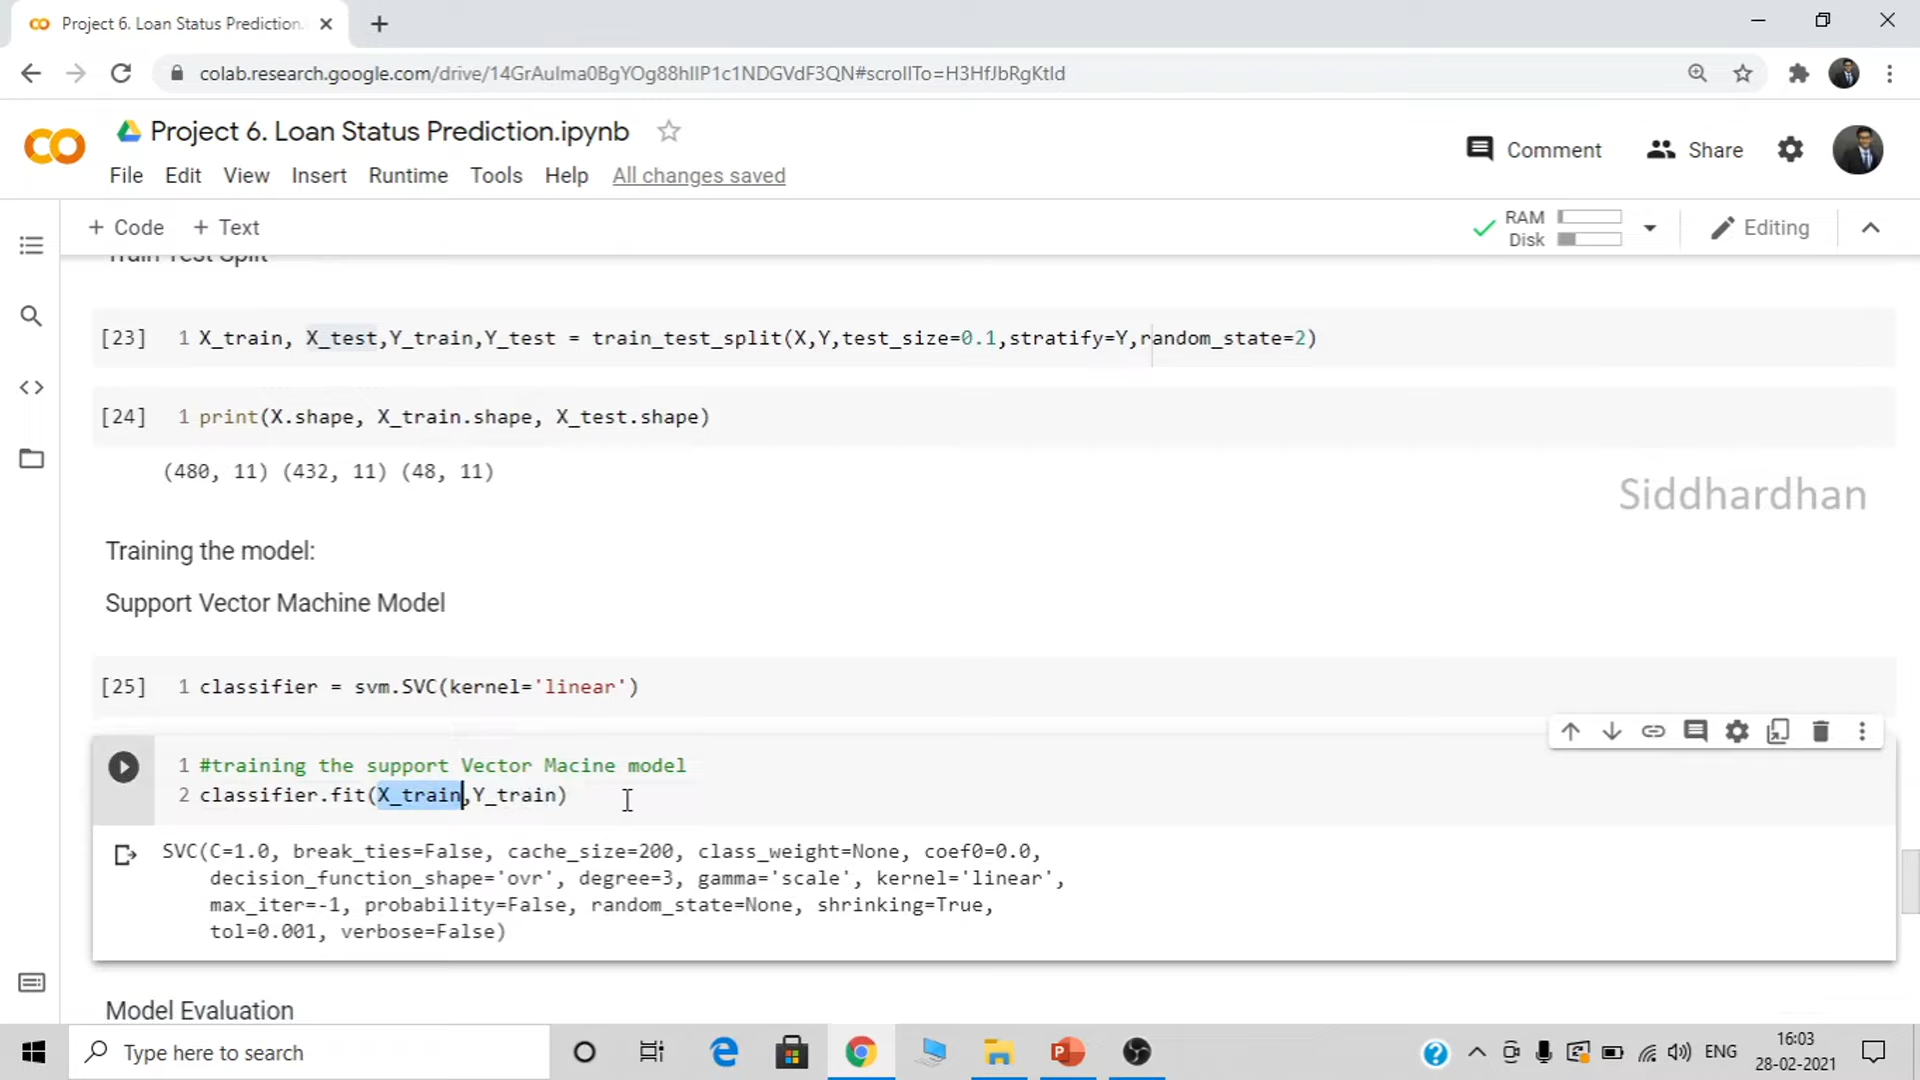 Project 6. Loan Status Prediction.
colab.research.google.com/drive/14GrAuIma0BgYOg88hIIP1c1NDGVdF3QN#scrollTo=H3HfJbRgKtId
Project 6. Loan Status Prediction.ipynb
Comment
Share
File Edit View Insert Runtime Tools Help All changes saved
+ Code + Text
RAM
Disk
Editing
Train Test Split
[23] 1 X_train, X_test,Y_train,Y_test = train_test_split(X,Y,test_size=0.1,stratify=Y,random_state=2)
[24] 1 print(X.shape, X_train.shape, X_test.shape)
(480, 11) (432, 11) (48, 11)
Siddhardhan
Training the model:
Support Vector Machine Model
[25] 1 classifier = svm.SVC(kernel='linear')
1 #training the support Vector Macine model
2 classifier.fit(X_train,Y_train)
SVC(C=1.0, break_ties=False, cache_size=200, class_weight=None, coef0=0.0,
decision_function_shape='ovr', degree=3, gamma='scale', kernel='linear',
max_iter=-1, probability=False, random_state=None, shrinking=True,
tol=0.001, verbose=False)
Model Evaluation
Type here to search
ENG
16:03
28-02-2021